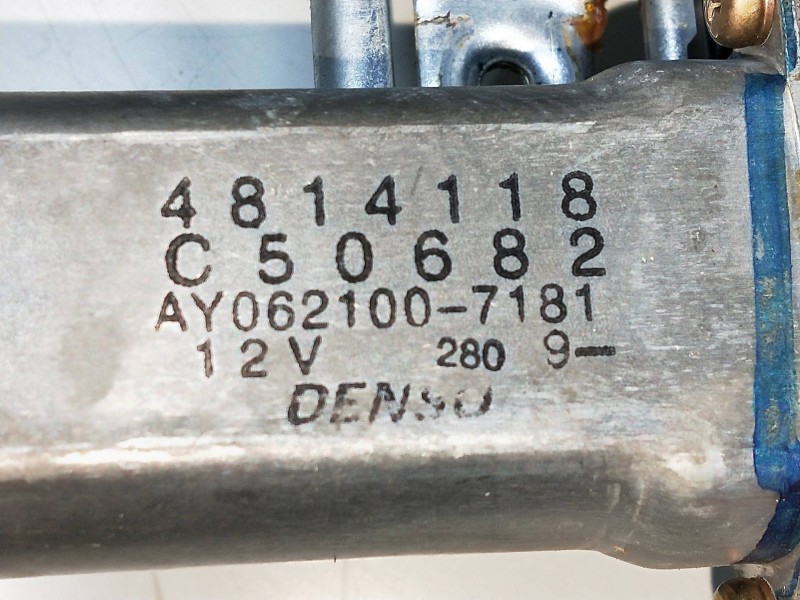 4814118
C50682
AY062100-7181
12V 280 9-
DENSO